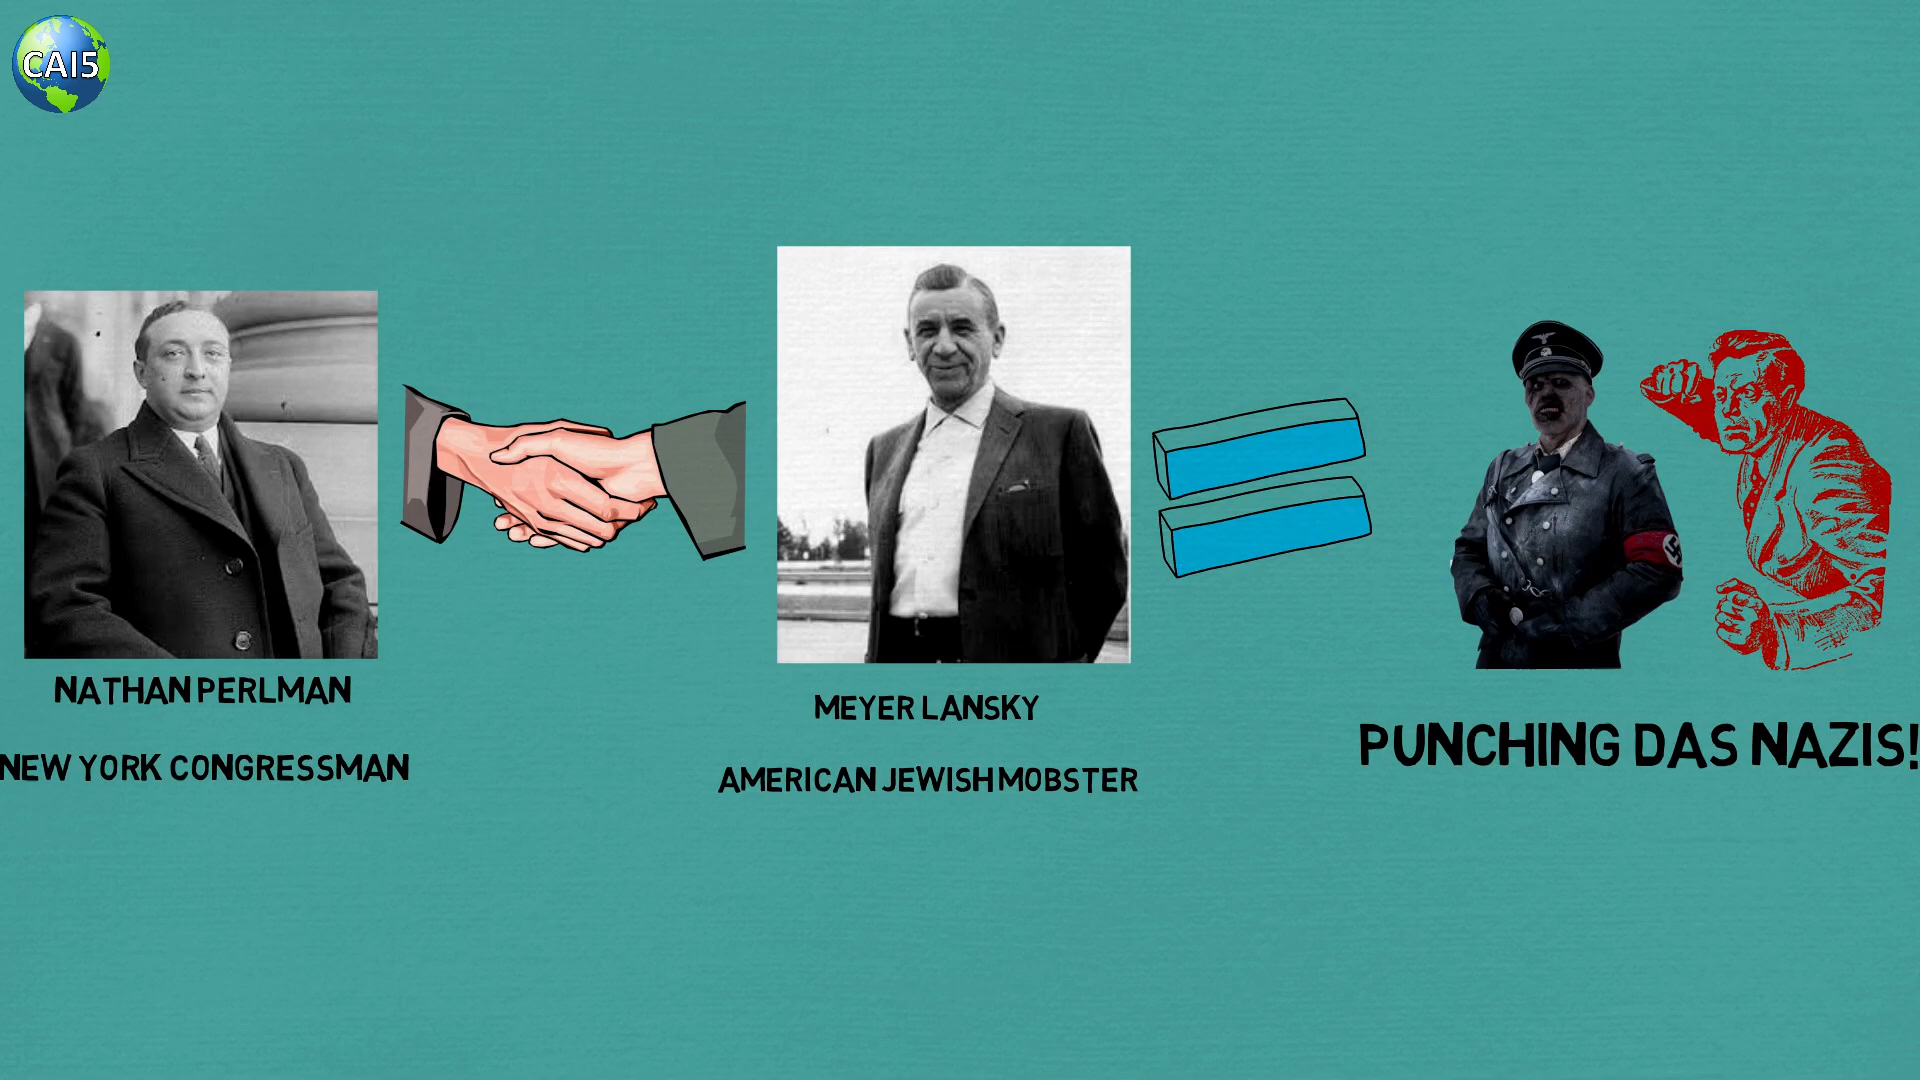 CAI5
NATHAN PERLMAN
NEW YORK CONGRESSMAN
MEYER LANSKY
AMERICAN JEWISH MOBSTER
PUNCHING DAS NAZIS!